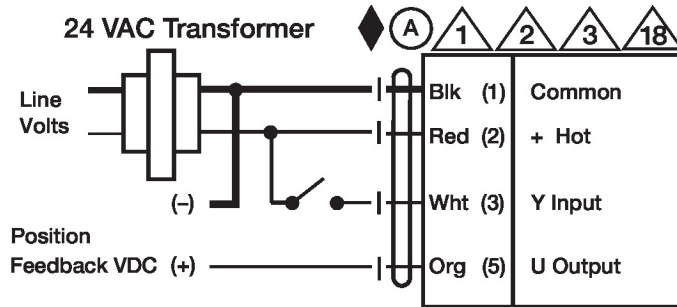 24 VAC Transformer
A 1 2 3 18
Line
Volts
Blk (1) Common
Red (2) + Hot
(–)
Wht (3) Y Input
Position
Feedback VDC (+)
Org (5) U Output